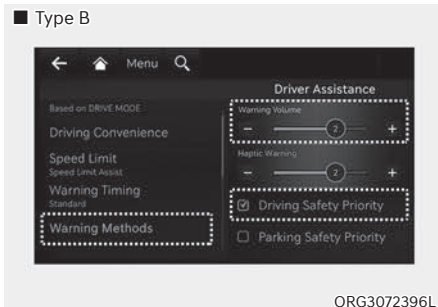 ■ Type B
Menu
Driver Assistance
Based on DRIVE MODE
Driving Convenience
Speed Limit
Speed Limit Assist
Warning Timing
Standard
Warning Methods
Warning Volume
– 2 +
Haptic Warning
– 2 +
Driving Safety Priority
Parking Safety Priority
ORG3072396L